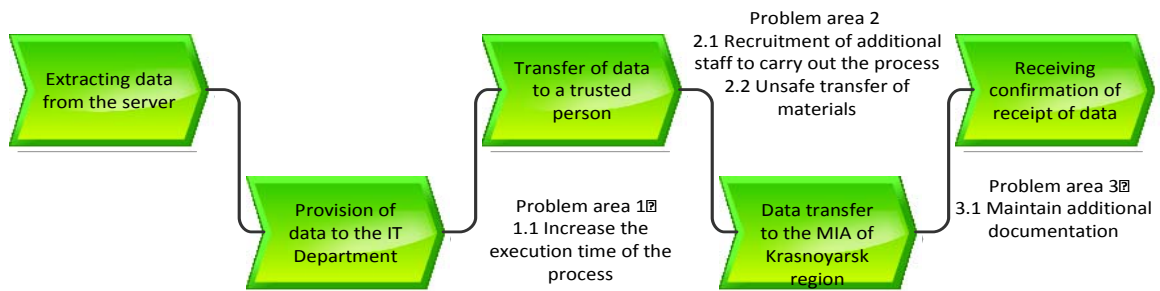 Extracting data
from the server
Provision of
data to the IT
Department
Transfer of data
to a trusted
person
Problem area 1⍰
1.1 Increase the
execution time of the
process
Problem area 2
2.1 Recruitment of additional
staff to carry out the process
2.2 Unsafe transfer of
materials
Data transfer
to the MIA of
Krasnoyarsk
region
Receiving
confirmation of
receipt of data
Problem area 3⍰
3.1 Maintain additional
documentation